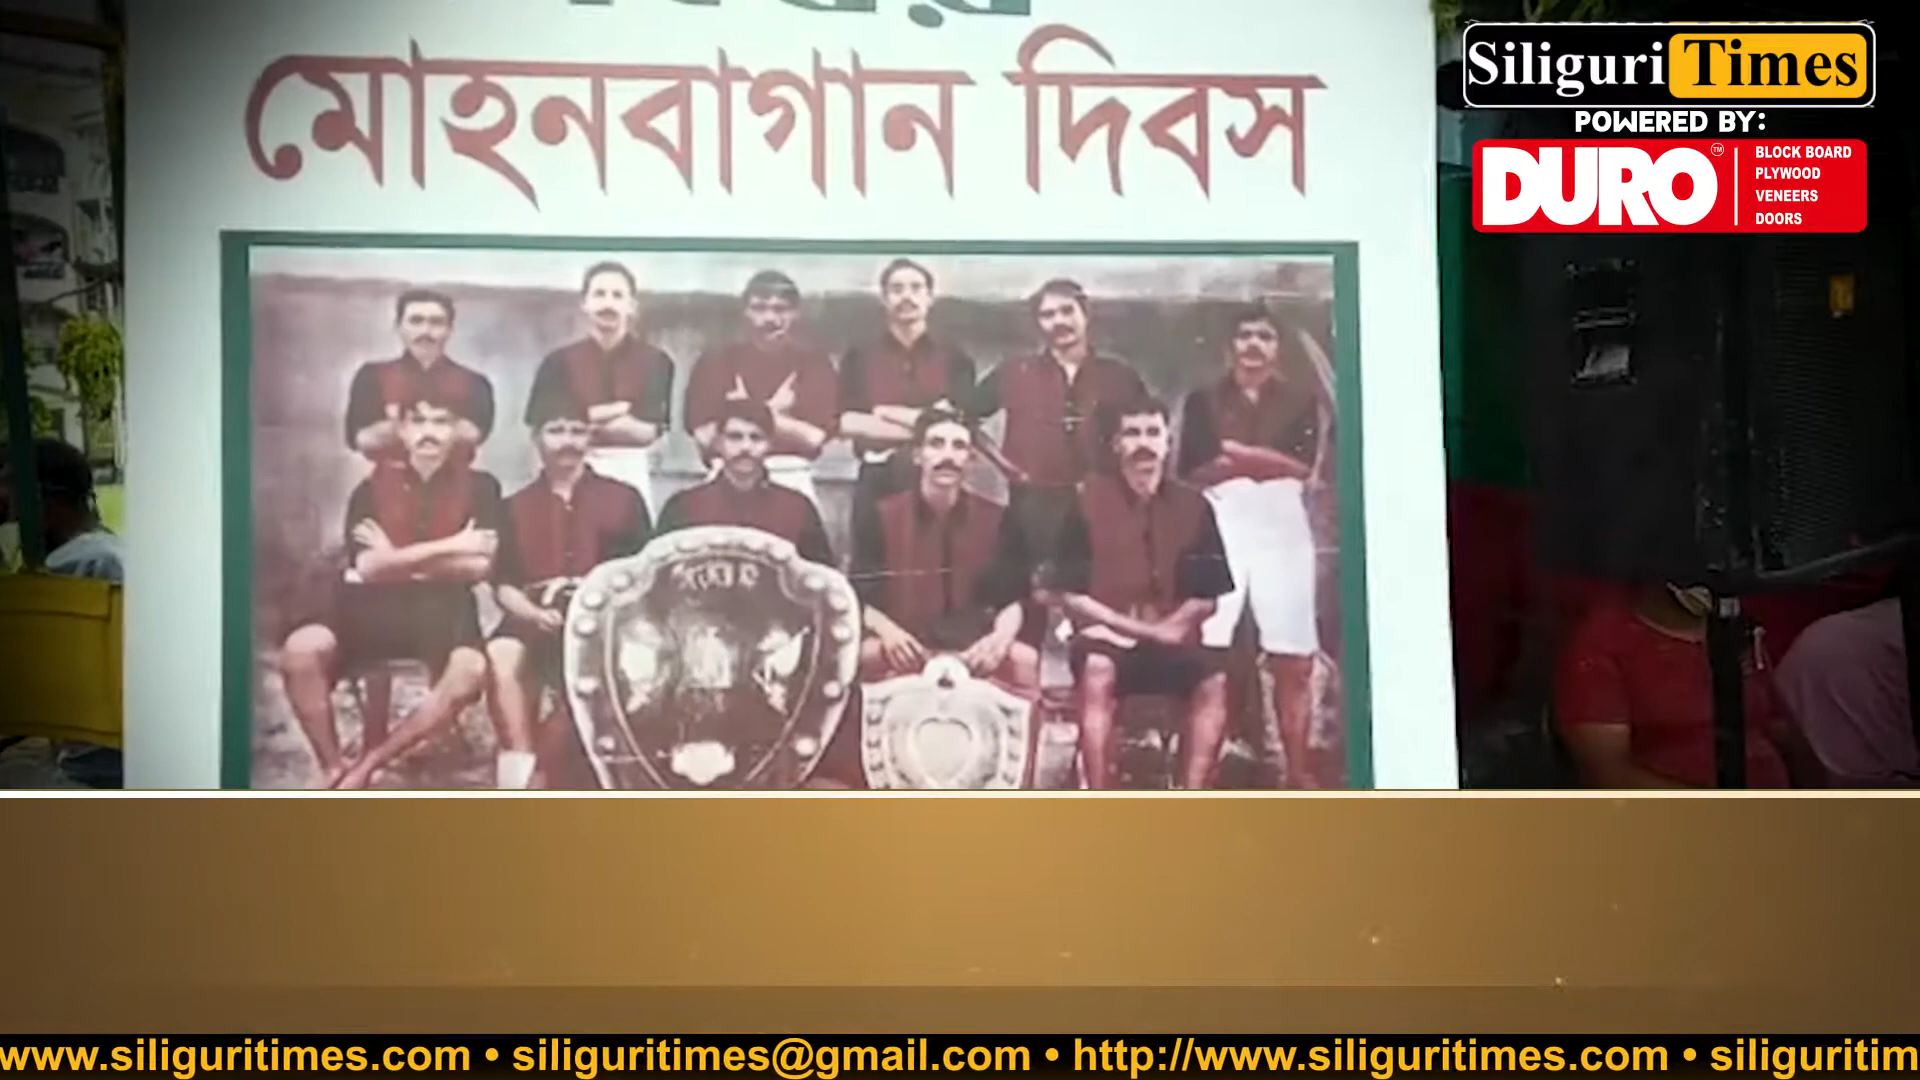 মোহনবাগান দিবস
Siliguri Times
POWERED BY:
DURO™
BLOCK BOARD
PLYWOOD
VENEERS
DOORS
www.siliguritimes.com • siliguritimes@gmail.com • http://www.siliguritimes.com • siliguritim